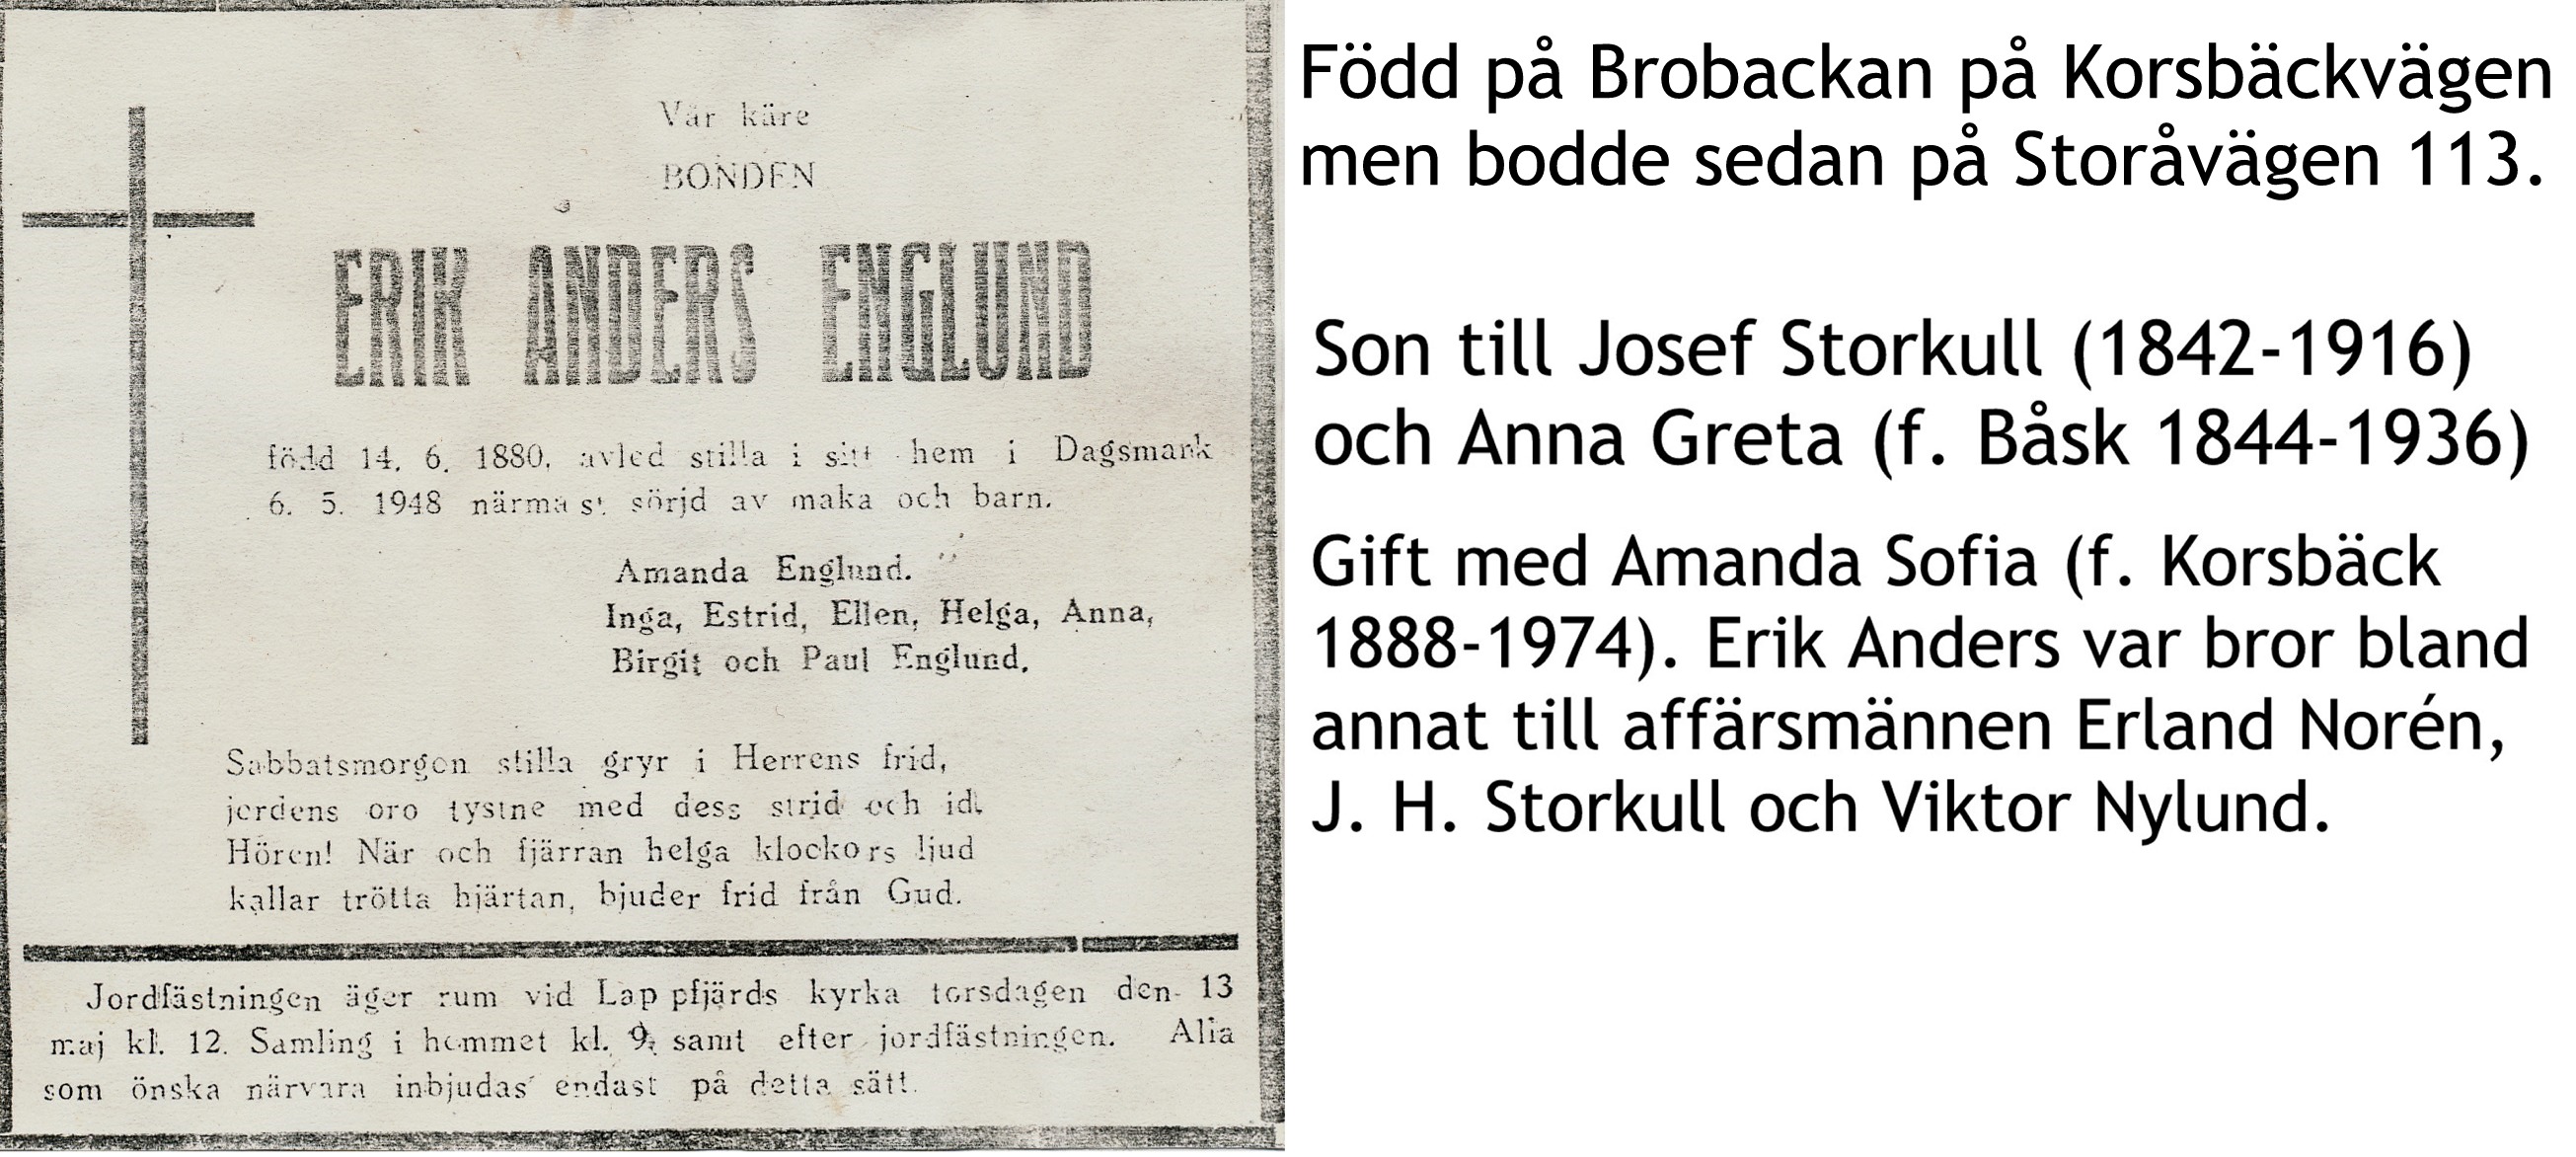 Vår käre
BONDEN
ERIK ANDERS ENGLUND
född 14. 6. 1880, avled stilla i sitt hem i Dagsmark
6. 5. 1948 närmast sörjd av maka och barn.
Amanda Englund.
Inga, Estrid, Ellen, Helga, Anna,
Birgit och Paul Englund.
Sabbatsmorgon stilla gryr i Herrens frid,
jordens oro tystne med dess strid och id!
Hören! När och fjärran helga klockors ljud
kallar trötta hjärtan, bjuder frid från Gud.
Jordfästningen äger rum vid Lappfjärds kyrka torsdagen den 13
maj kl. 12. Samling i hemmet kl. 9, samt efter jordfästningen. Alla
som önska närvara inbjudas endast på detta sätt.
Född på Brobackan på Korsbäckvägen
men bodde sedan på Storåvägen 113.
Son till Josef Storkull (1842-1916)
och Anna Greta (f. Båsk 1844-1936)
Gift med Amanda Sofia (f. Korsbäck
1888-1974). Erik Anders var bror bland
annat till affärsmännen Erland Norén,
J. H. Storkull och Viktor Nylund.